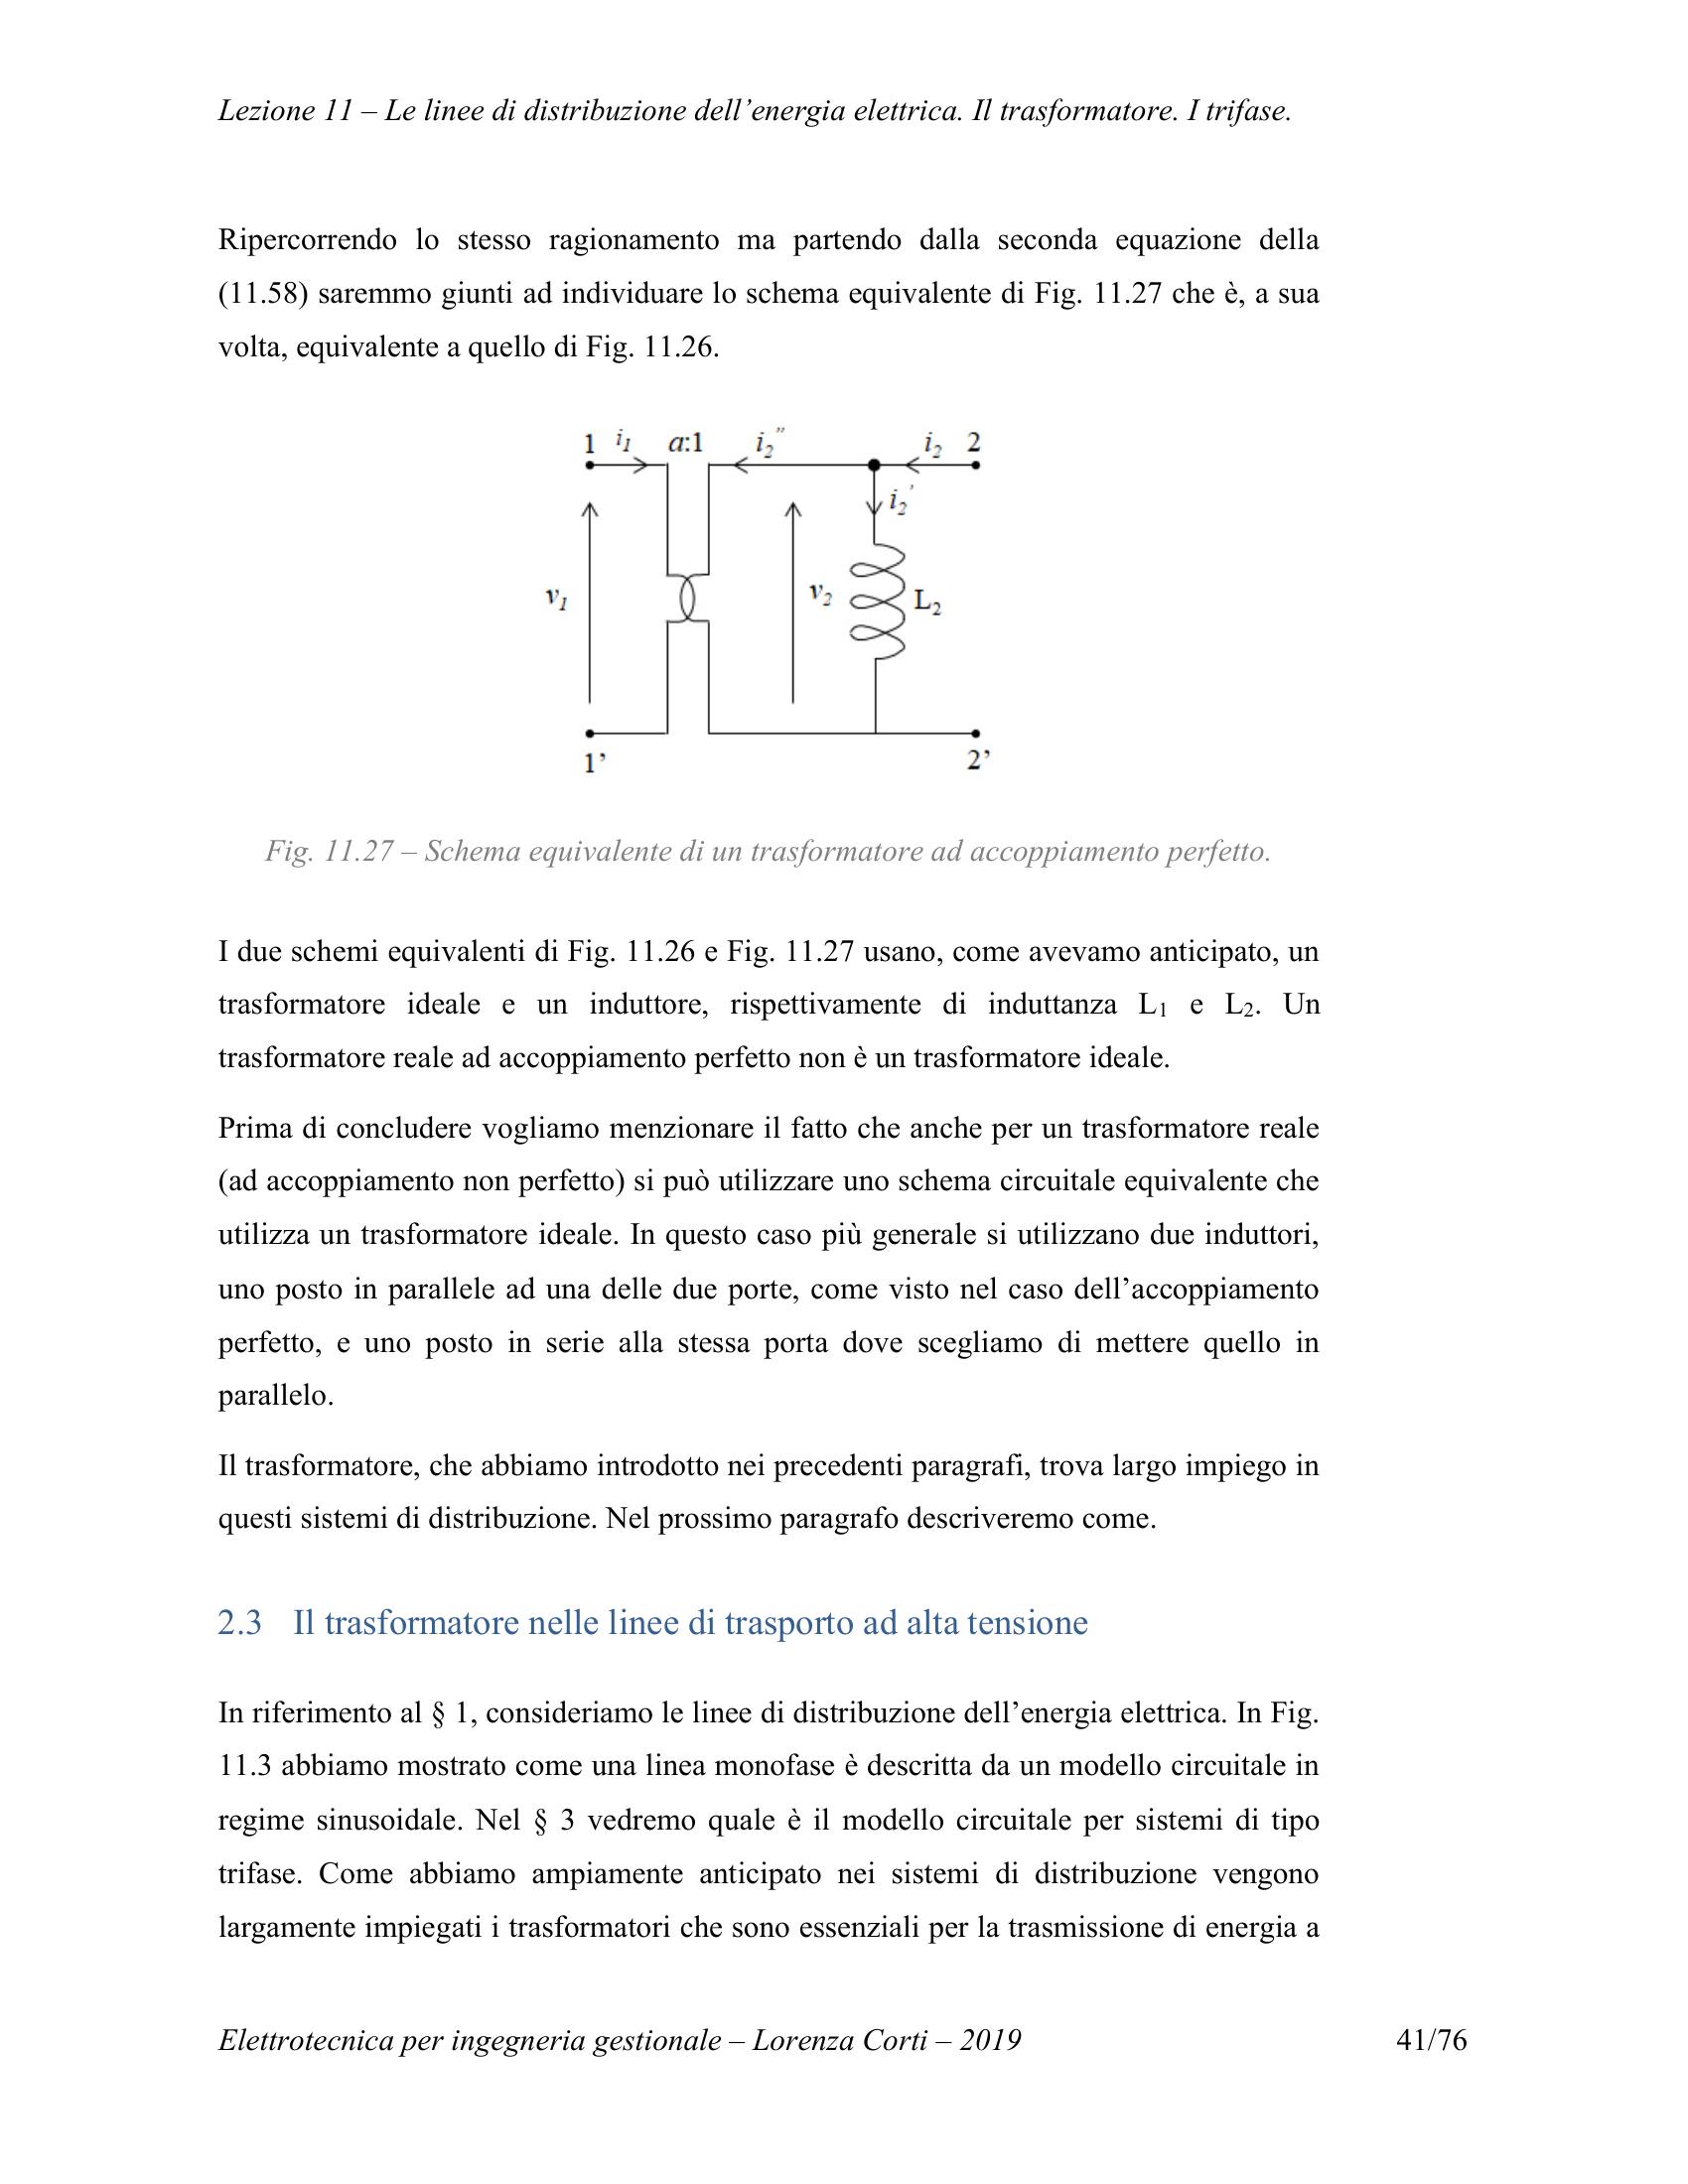 Lezione 11 – Le linee di distribuzione dell’energia elettrica. Il trasformatore. I trifase.
Ripercorrendo lo stesso ragionamento ma partendo dalla seconda equazione della
(11.58) saremmo giunti ad individuare lo schema equivalente di Fig. 11.27 che è, a sua
volta, equivalente a quello di Fig. 11.26.
1 i₁ a:1 i₂” i₂ 2
i₂’
v₁ v₂ L₂
1’ 2’
Fig. 11.27 – Schema equivalente di un trasformatore ad accoppiamento perfetto.
I due schemi equivalenti di Fig. 11.26 e Fig. 11.27 usano, come avevamo anticipato, un
trasformatore ideale e un induttore, rispettivamente di induttanza L₁ e L₂. Un
trasformatore reale ad accoppiamento perfetto non è un trasformatore ideale.
Prima di concludere vogliamo menzionare il fatto che anche per un trasformatore reale
(ad accoppiamento non perfetto) si può utilizzare uno schema circuitale equivalente che
utilizza un trasformatore ideale. In questo caso più generale si utilizzano due induttori,
uno posto in parallele ad una delle due porte, come visto nel caso dell’accoppiamento
perfetto, e uno posto in serie alla stessa porta dove scegliamo di mettere quello in
parallelo.
Il trasformatore, che abbiamo introdotto nei precedenti paragrafi, trova largo impiego in
questi sistemi di distribuzione. Nel prossimo paragrafo descriveremo come.
2.3 Il trasformatore nelle linee di trasporto ad alta tensione
In riferimento al § 1, consideriamo le linee di distribuzione dell’energia elettrica. In Fig.
11.3 abbiamo mostrato come una linea monofase è descritta da un modello circuitale in
regime sinusoidale. Nel § 3 vedremo quale è il modello circuitale per sistemi di tipo
trifase. Come abbiamo ampiamente anticipato nei sistemi di distribuzione vengono
largamente impiegati i trasformatori che sono essenziali per la trasmissione di energia a
Elettrotecnica per ingegneria gestionale – Lorenza Corti – 2019 41/76